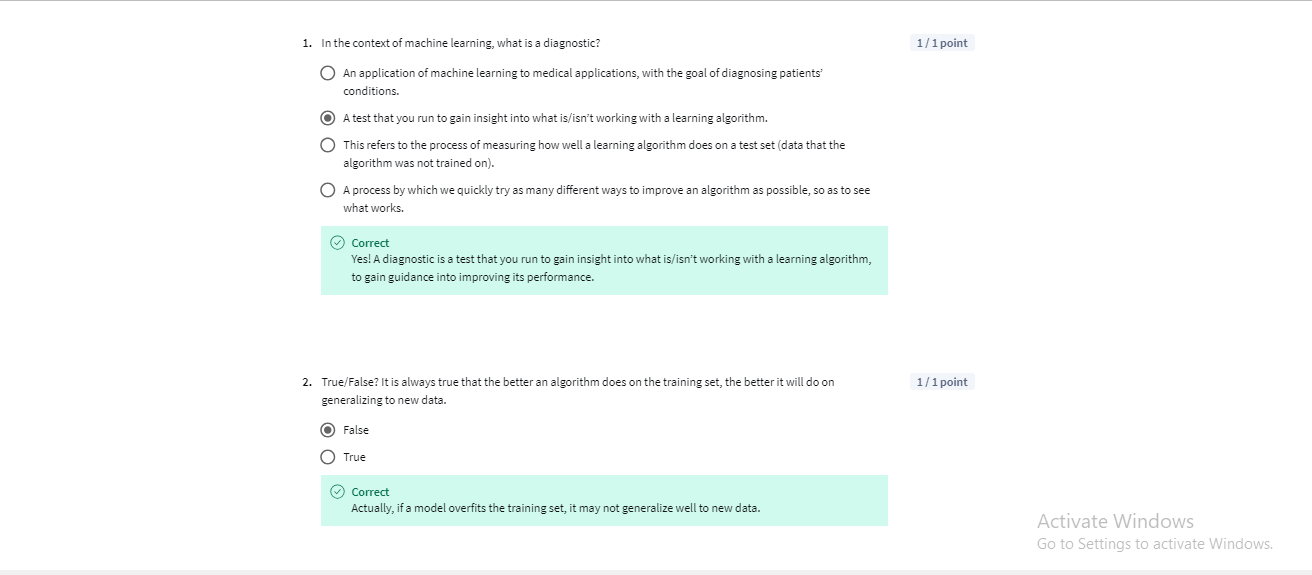 1. In the context of machine learning, what is a diagnostic?
1 / 1 point
An application of machine learning to medical applications, with the goal of diagnosing patients'
conditions.
A test that you run to gain insight into what is/isn't working with a learning algorithm.
This refers to the process of measuring how well a learning algorithm does on a test set (data that the
algorithm was not trained on).
A process by which we quickly try as many different ways to improve an algorithm as possible, so as to see
what works.
Correct
Yes! A diagnostic is a test that you run to gain insight into what is/isn't working with a learning algorithm,
to gain guidance into improving its performance.
2. True/False? It is always true that the better an algorithm does on the training set, the better it will do on
1 / 1 point
generalizing to new data.
False
True
Correct
Actually, if a model overfits the training set, it may not generalize well to new data.
Activate Windows
Go to Settings to activate Windows.